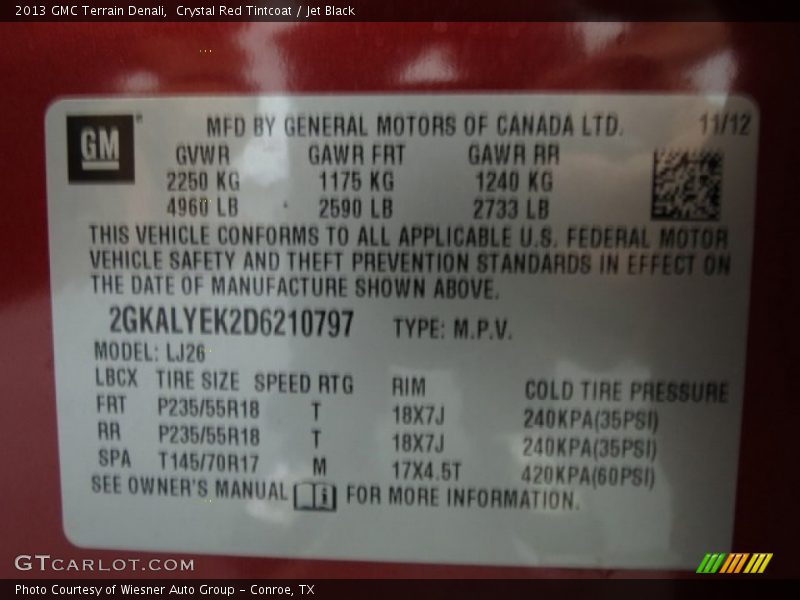 2013 GMC Terrain Denali,  Crystal Red Tintcoat / Jet Black
GM MFD BY GENERAL MOTORS OF CANADA LTD. 11/12
GVWR GAWR FRT GAWR RR
2250 KG 1175 KG 1240 KG
4960 LB 2590 LB 2733 LB
THIS VEHICLE CONFORMS TO ALL APPLICABLE U.S. FEDERAL MOTOR
VEHICLE SAFETY AND THEFT PREVENTION STANDARDS IN EFFECT ON
THE DATE OF MANUFACTURE SHOWN ABOVE.
2GKALYEK2D6210797 TYPE: M.P.V.
MODEL: LJ26
LBCX TIRE SIZE SPEED RTG RIM COLD TIRE PRESSURE
FRT P235/55R18 T 18X7J 240KPA(35PSI)
RR P235/55R18 T 18X7J 240KPA(35PSI)
SPA T145/70R17 M 17X4.5T 420KPA(60PSI)
SEE OWNER'S MANUAL FOR MORE INFORMATION.
GTCARLOT.COM
Photo Courtesy of Wiesner Auto Group - Conroe, TX